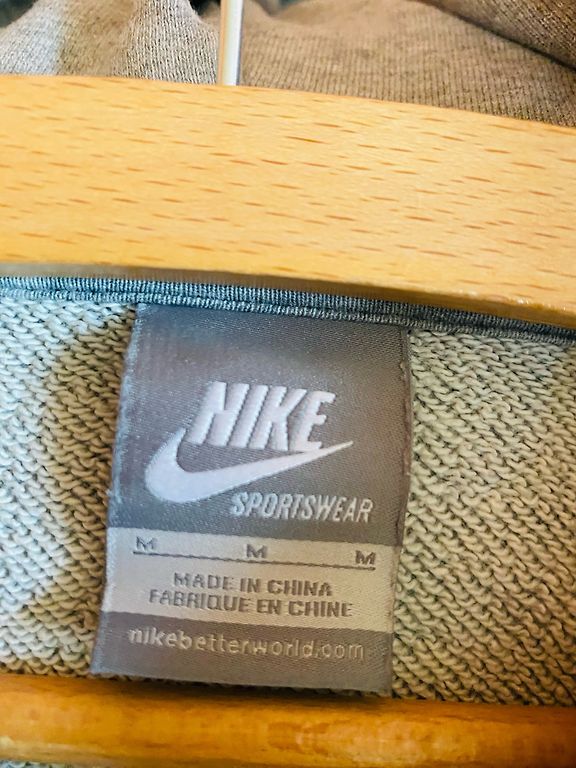 NIKE
SPORTSWEAR
M M M
MADE IN CHINA
FABRIQUE EN CHINE
nikebetterworld.com